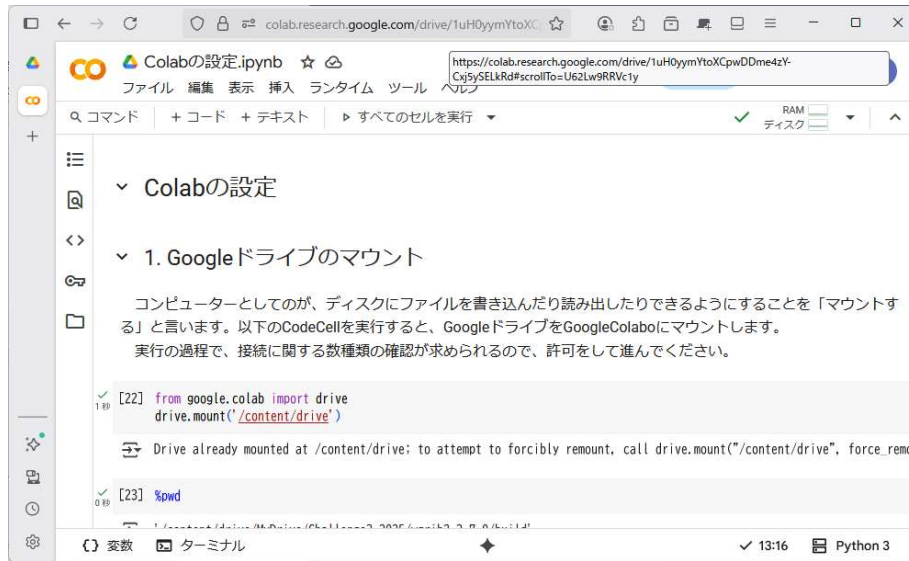 colab.research.google.com/drive/1uH0yymYtoXC
Colabの設定.ipynb
https://colab.research.google.com/drive/1uH0yymYtoXCpwDDme4zY-
Cxj5ySELkRd#scrollTo=U62Lw9RRVc1y
ファイル 編集 表示 挿入 ランタイム ツール ヘルプ
コマンド + コード + テキスト すべてのセルを実行
RAM
ディスク
Colabの設定
1. Googleドライブのマウント
コンピューターとしてのが、ディスクにファイルを書き込んだり読み出したりできるようにすることを「マウントす
る」と言います。以下のCodeCellを実行すると、GoogleドライブをGoogleColaboにマウントします。
実行の過程で、接続に関する数種類の確認が求められるので、許可をして進んでください。
[22] from google.colab import drive
1 秒 drive.mount('/content/drive')
Drive already mounted at /content/drive; to attempt to forcibly remount, call drive.mount("/content/drive", force_remo
[23] %pwd
0 秒
{} 変数 ターミナル 13:16 Python 3